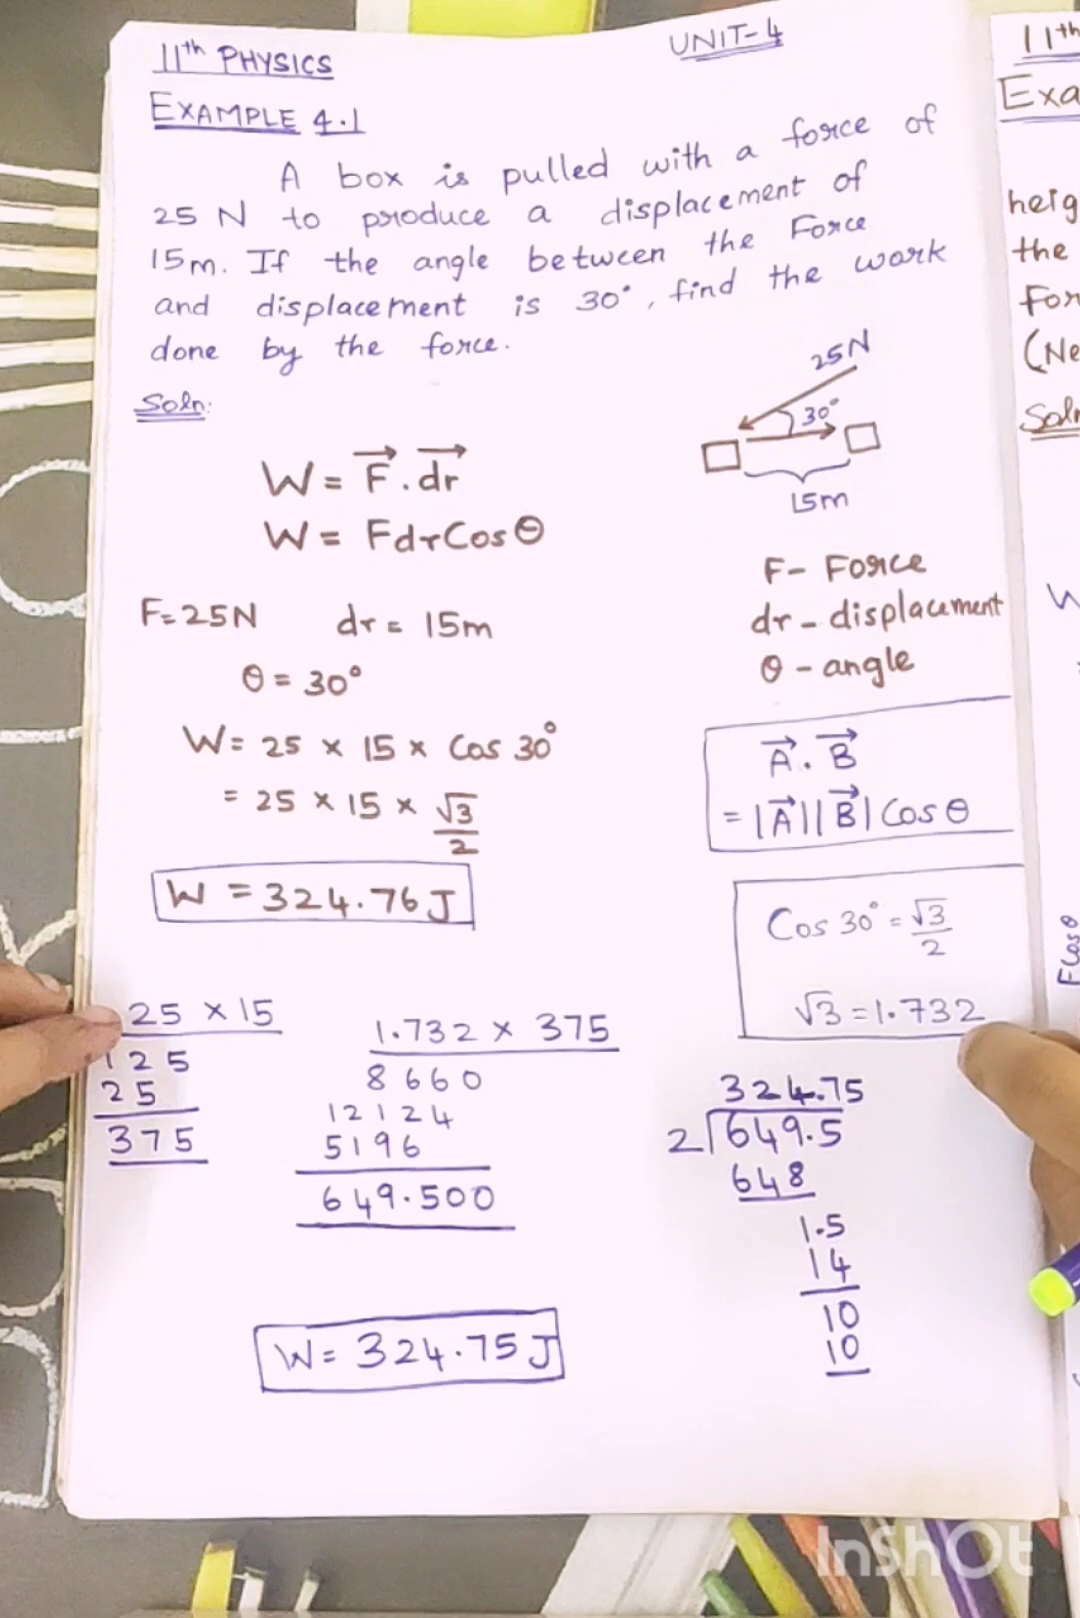 11th PHYSICS
UNIT-4
EXAMPLE 4.1
A box is pulled with a force of
25 N to produce a displacement of
15m. If the angle between the Force
and displacement is 30°, find the work
done by the force.
Soln:
25N
30°
15m
W = F⃗ . dr⃗
W = FdrCosθ
F- Force
dr - displacement
θ - angle
F=25N dr = 15m
θ = 30°
W= 25 × 15 × Cos 30°
= 25 × 15 × √3/2
W = 324.76 J
A⃗ . B⃗
= |A⃗||B⃗| Cos θ
Cos 30° = √3/2
√3 = 1.732
25 × 15
125
25
375
1.732 × 375
8660
12124
5196
649.500
324.75
2 649.5
648
1.5
14
10
10
W= 324.75 J
11th
Exa
heig
the
For
(Ne
Soln
W
F Cos θ
InShOt